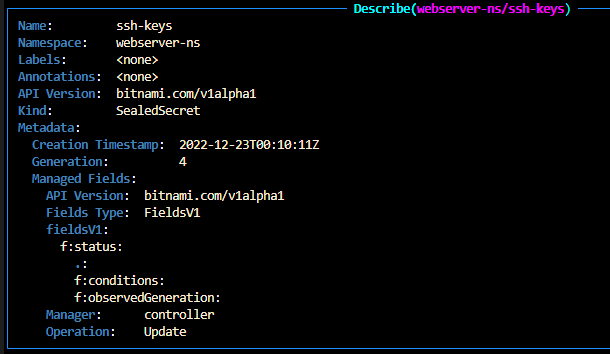 Describe(webserver-ns/ssh-keys)
Name:         ssh-keys
Namespace:    webserver-ns
Labels:       <none>
Annotations:  <none>
API Version:  bitnami.com/v1alpha1
Kind:         SealedSecret
Metadata:
  Creation Timestamp:  2022-12-23T00:10:11Z
  Generation:          4
  Managed Fields:
    API Version:  bitnami.com/v1alpha1
    Fields Type:  FieldsV1
    fieldsV1:
      f:status:
        .:
        f:conditions:
        f:observedGeneration:
    Manager:      controller
    Operation:    Update